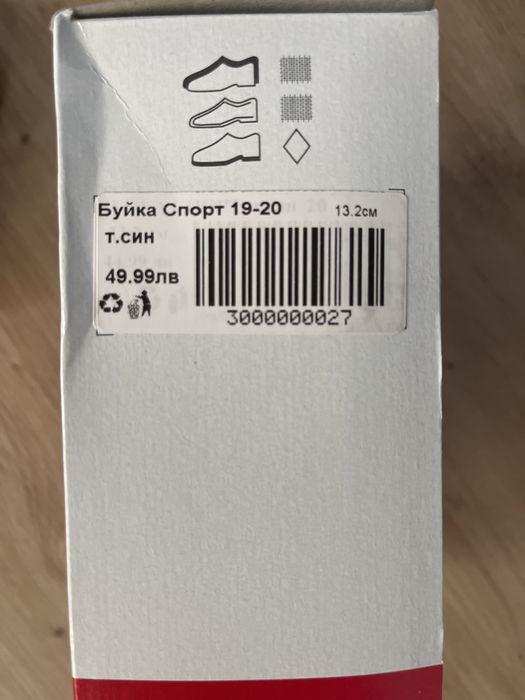 Буйка Спорт 19-20 13.2см
т.син
49.99лв
3000000027